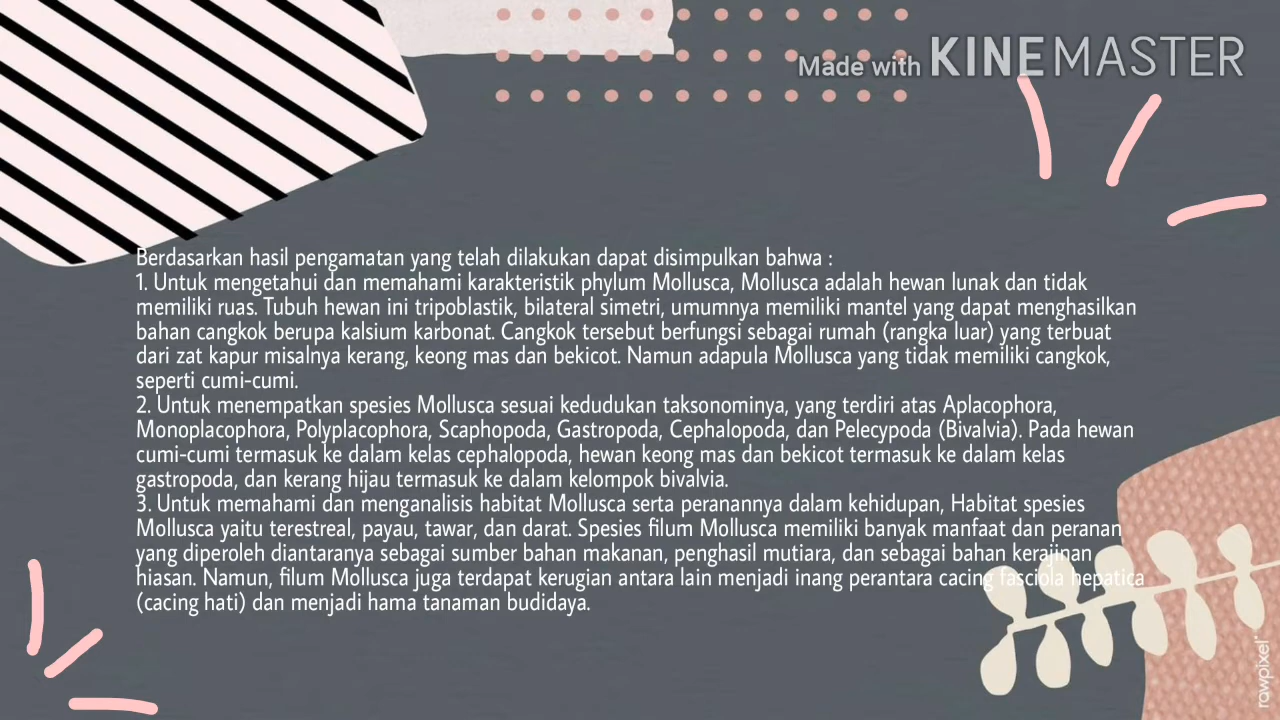 Made with KINEMASTER
Berdasarkan hasil pengamatan yang telah dilakukan dapat disimpulkan bahwa :
1. Untuk mengetahui dan memahami karakteristik phylum Mollusca, Mollusca adalah hewan lunak dan tidak
memiliki ruas. Tubuh hewan ini tripoblastik, bilateral simetri, umumnya memiliki mantel yang dapat menghasilkan
bahan cangkok berupa kalsium karbonat. Cangkok tersebut berfungsi sebagai rumah (rangka luar) yang terbuat
dari zat kapur misalnya kerang, keong mas dan bekicot. Namun adapula Mollusca yang tidak memiliki cangkok,
seperti cumi-cumi.
2. Untuk menempatkan spesies Mollusca sesuai kedudukan taksonominya, yang terdiri atas Aplacophora,
Monoplacophora, Polyplacophora, Scaphopoda, Gastropoda, Cephalopoda, dan Pelecypoda (Bivalvia). Pada hewan
cumi-cumi termasuk ke dalam kelas cephalopoda, hewan keong mas dan bekicot termasuk ke dalam kelas
gastropoda, dan kerang hijau termasuk ke dalam kelompok bivalvia.
3. Untuk memahami dan menganalisis habitat Mollusca serta peranannya dalam kehidupan, Habitat spesies
Mollusca yaitu terestreal, payau, tawar, dan darat. Spesies filum Mollusca memiliki banyak manfaat dan peranan
yang diperoleh diantaranya sebagai sumber bahan makanan, penghasil mutiara, dan sebagai bahan kerajinan
hiasan. Namun, filum Mollusca juga terdapat kerugian antara lain menjadi inang perantara cacing fasciola hepatica
(cacing hati) dan menjadi hama tanaman budidaya.
rawpixel